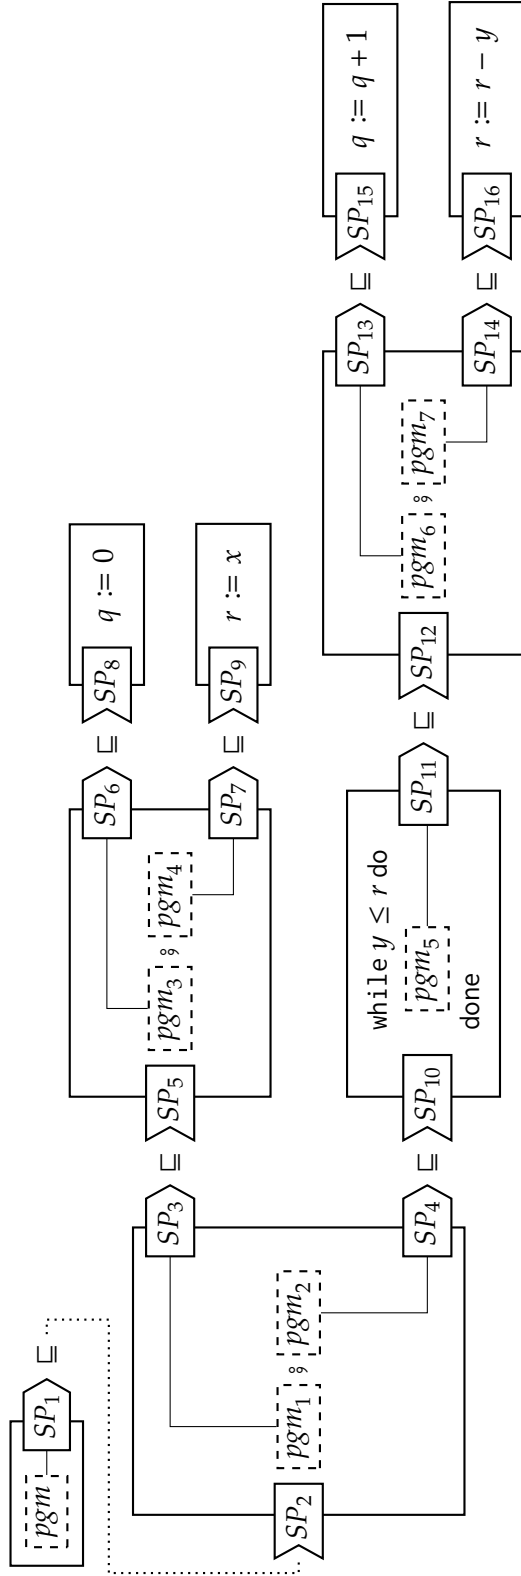 pgm SP₁ ⊑
SP₆ ⊑ SP₈ q := 0
SP₃ ⊑ SP₅ pgm₃ ⨟ pgm₄
SP₇ ⊑ SP₉ r := x
SP₂ pgm₁ ⨟ pgm₂
SP₁₃ ⊑ SP₁₅ q := q + 1
while y ≤ r do
SP₄ ⊑ SP₁₀ pgm₅ SP₁₁ ⊑ SP₁₂ pgm₆ ⨟ pgm₇
done
SP₁₄ ⊑ SP₁₆ r := r − y